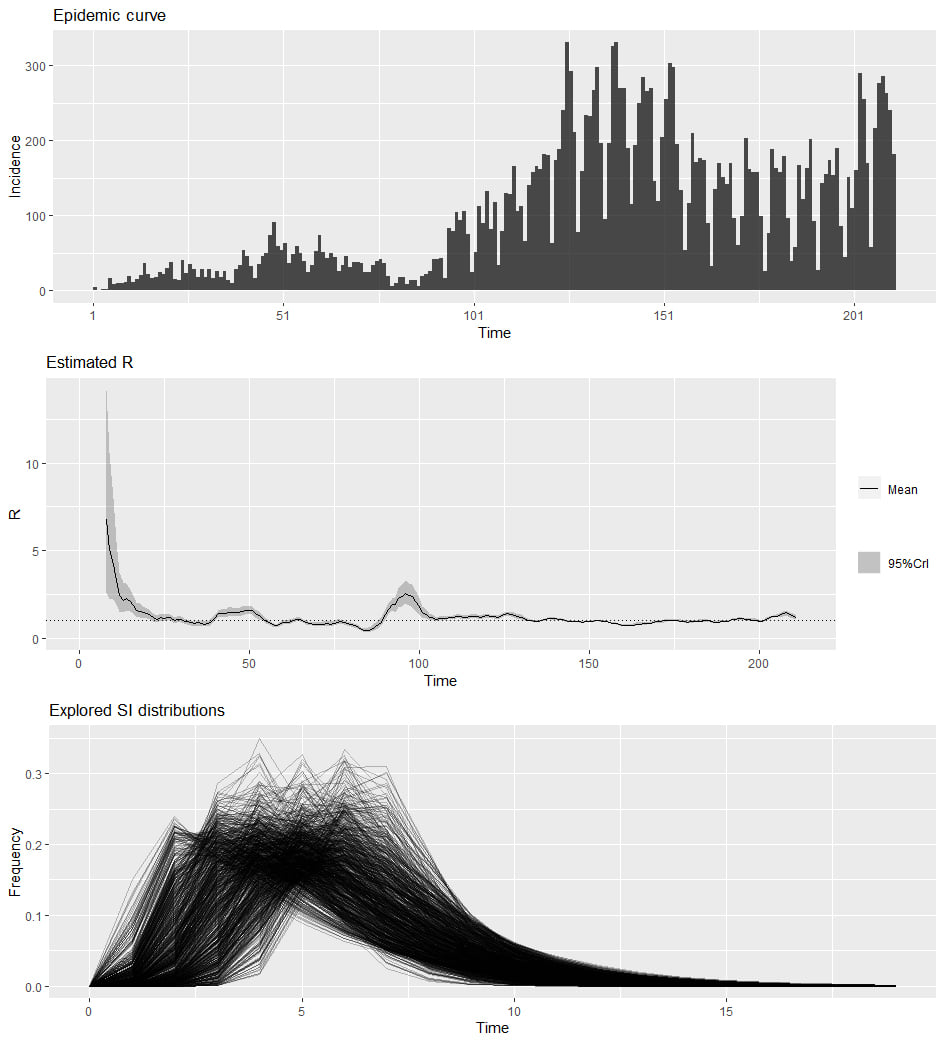 Epidemic curve
300
200
100
0
Incidence
1 51 101 151 201
Time
Estimated R
10
5
0
R
0 50 100 150 200
Time
Mean
95%CrI
Explored SI distributions
0.3
0.2
0.1
0.0
Frequency
0 5 10 15
Time